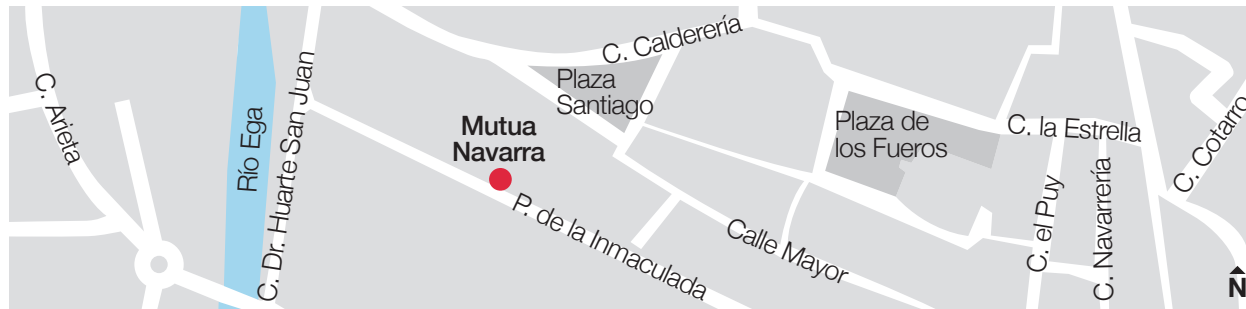 C. Arieta
Río Ega
C. Dr. Huarte San Juan
Mutua
Navarra
P. de la Inmaculada
C. Calderería
Plaza
Santiago
Calle Mayor
Plaza de
los Fueros
C. la Estrella
C. el Puy
C. Navarrería
C. Cotarro
N